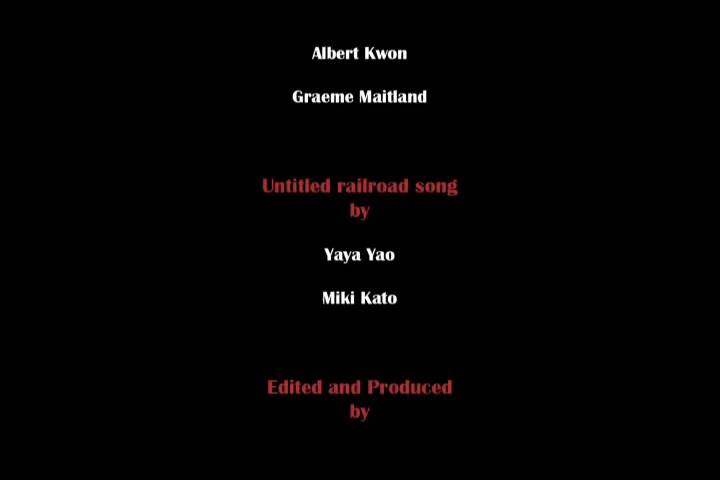 Albert Kwon
Graeme Maitland
Untitled railroad song
by
Yaya Yao
Miki Kato
Edited and Produced
by